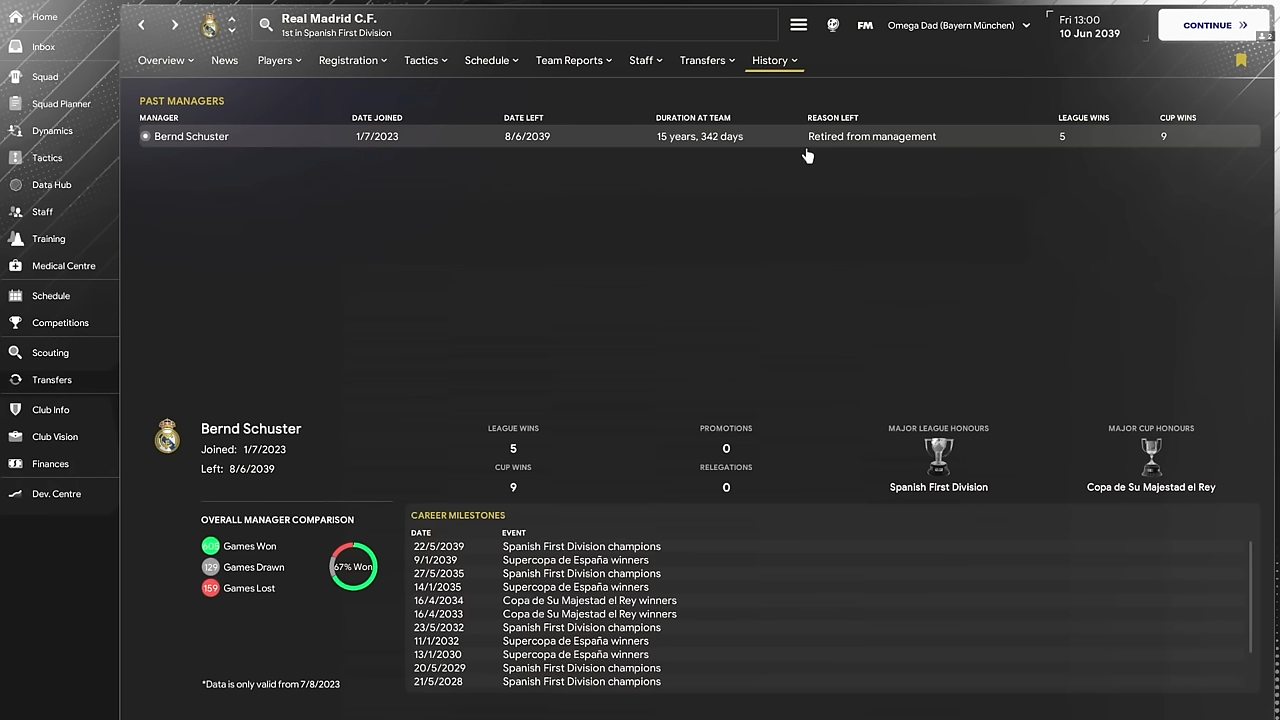 Home
Inbox
Squad
Squad Planner
Dynamics
Tactics
Data Hub
Staff
Training
Medical Centre
Schedule
Competitions
Scouting
Transfers
Club Info
Club Vision
Finances
Dev. Centre
Real Madrid C.F.
1st in Spanish First Division
FM
Omega Dad (Bayern München)
Fri 13:00
10 Jun 2039
CONTINUE
2
Overview News Players Registration Tactics Schedule Team Reports Staff Transfers History
PAST MANAGERS
MANAGER DATE JOINED DATE LEFT DURATION AT TEAM REASON LEFT LEAGUE WINS CUP WINS
Bernd Schuster 1/7/2023 8/6/2039 15 years, 342 days Retired from management 5 9
Bernd Schuster
Joined: 1/7/2023
Left: 8/6/2039
LEAGUE WINS
5
CUP WINS
9
PROMOTIONS
0
RELEGATIONS
0
MAJOR LEAGUE HONOURS
Spanish First Division
MAJOR CUP HONOURS
Copa de Su Majestad el Rey
OVERALL MANAGER COMPARISON
Games Won
129 Games Drawn
159 Games Lost
67% Won
*Data is only valid from 7/8/2023
CAREER MILESTONES
DATE EVENT
22/5/2039 Spanish First Division champions
9/1/2039 Supercopa de España winners
27/5/2035 Spanish First Division champions
14/1/2035 Supercopa de España winners
16/4/2034 Copa de Su Majestad el Rey winners
16/4/2033 Copa de Su Majestad el Rey winners
23/5/2032 Spanish First Division champions
11/1/2032 Supercopa de España winners
13/1/2030 Supercopa de España winners
20/5/2029 Spanish First Division champions
21/5/2028 Spanish First Division champions